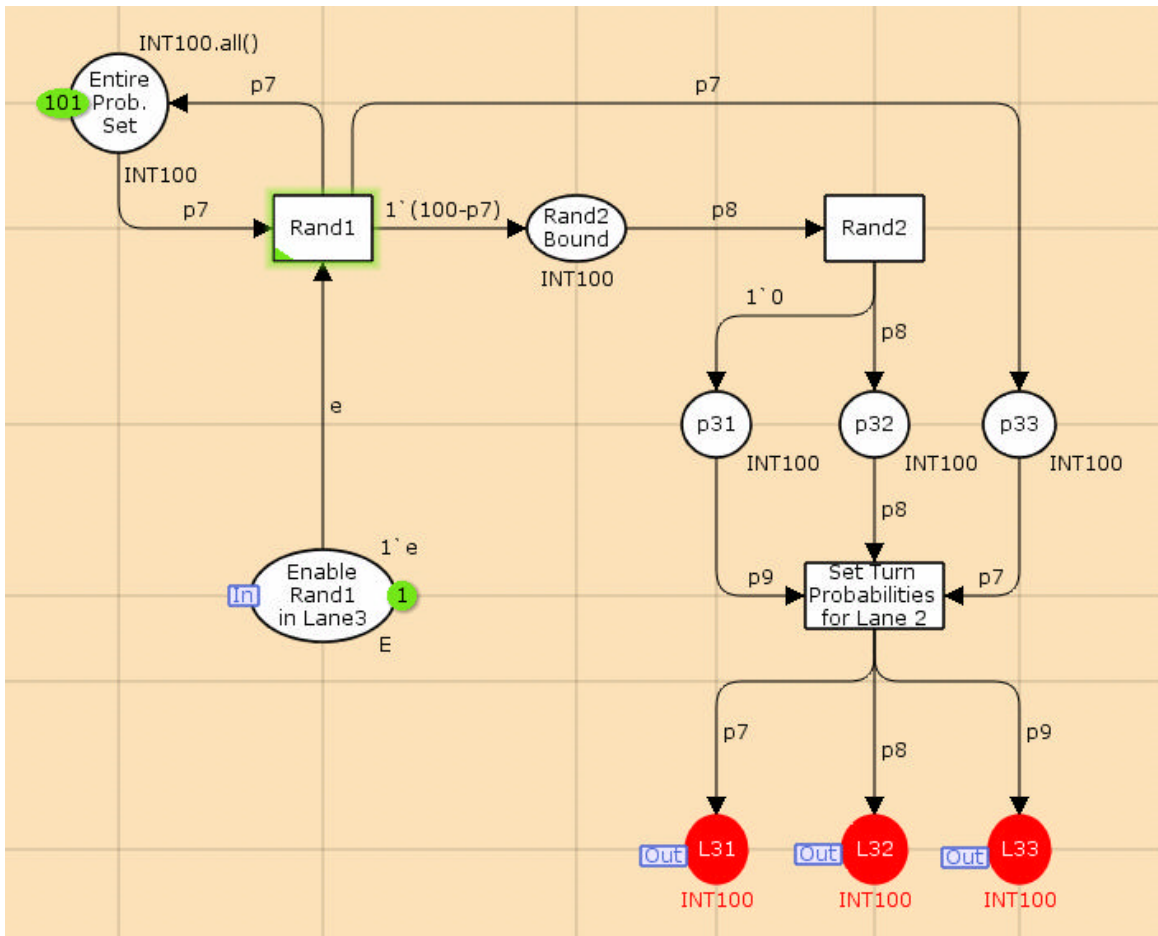 INT100.all()
Entire
Prob.
Set
101
p7
p7
INT100
p7
Rand1
1`(100-p7)
Rand2
Bound
p8
Rand2
INT100
1`0
p8
e
p31
p32
p33
INT100
INT100
INT100
p8
1`e
Enable
Rand1
in Lane3
In
1
E
p9
Set Turn
Probabilities
for Lane 2
p7
p7
p8
p9
Out
L31
Out
L32
Out
L33
INT100
INT100
INT100